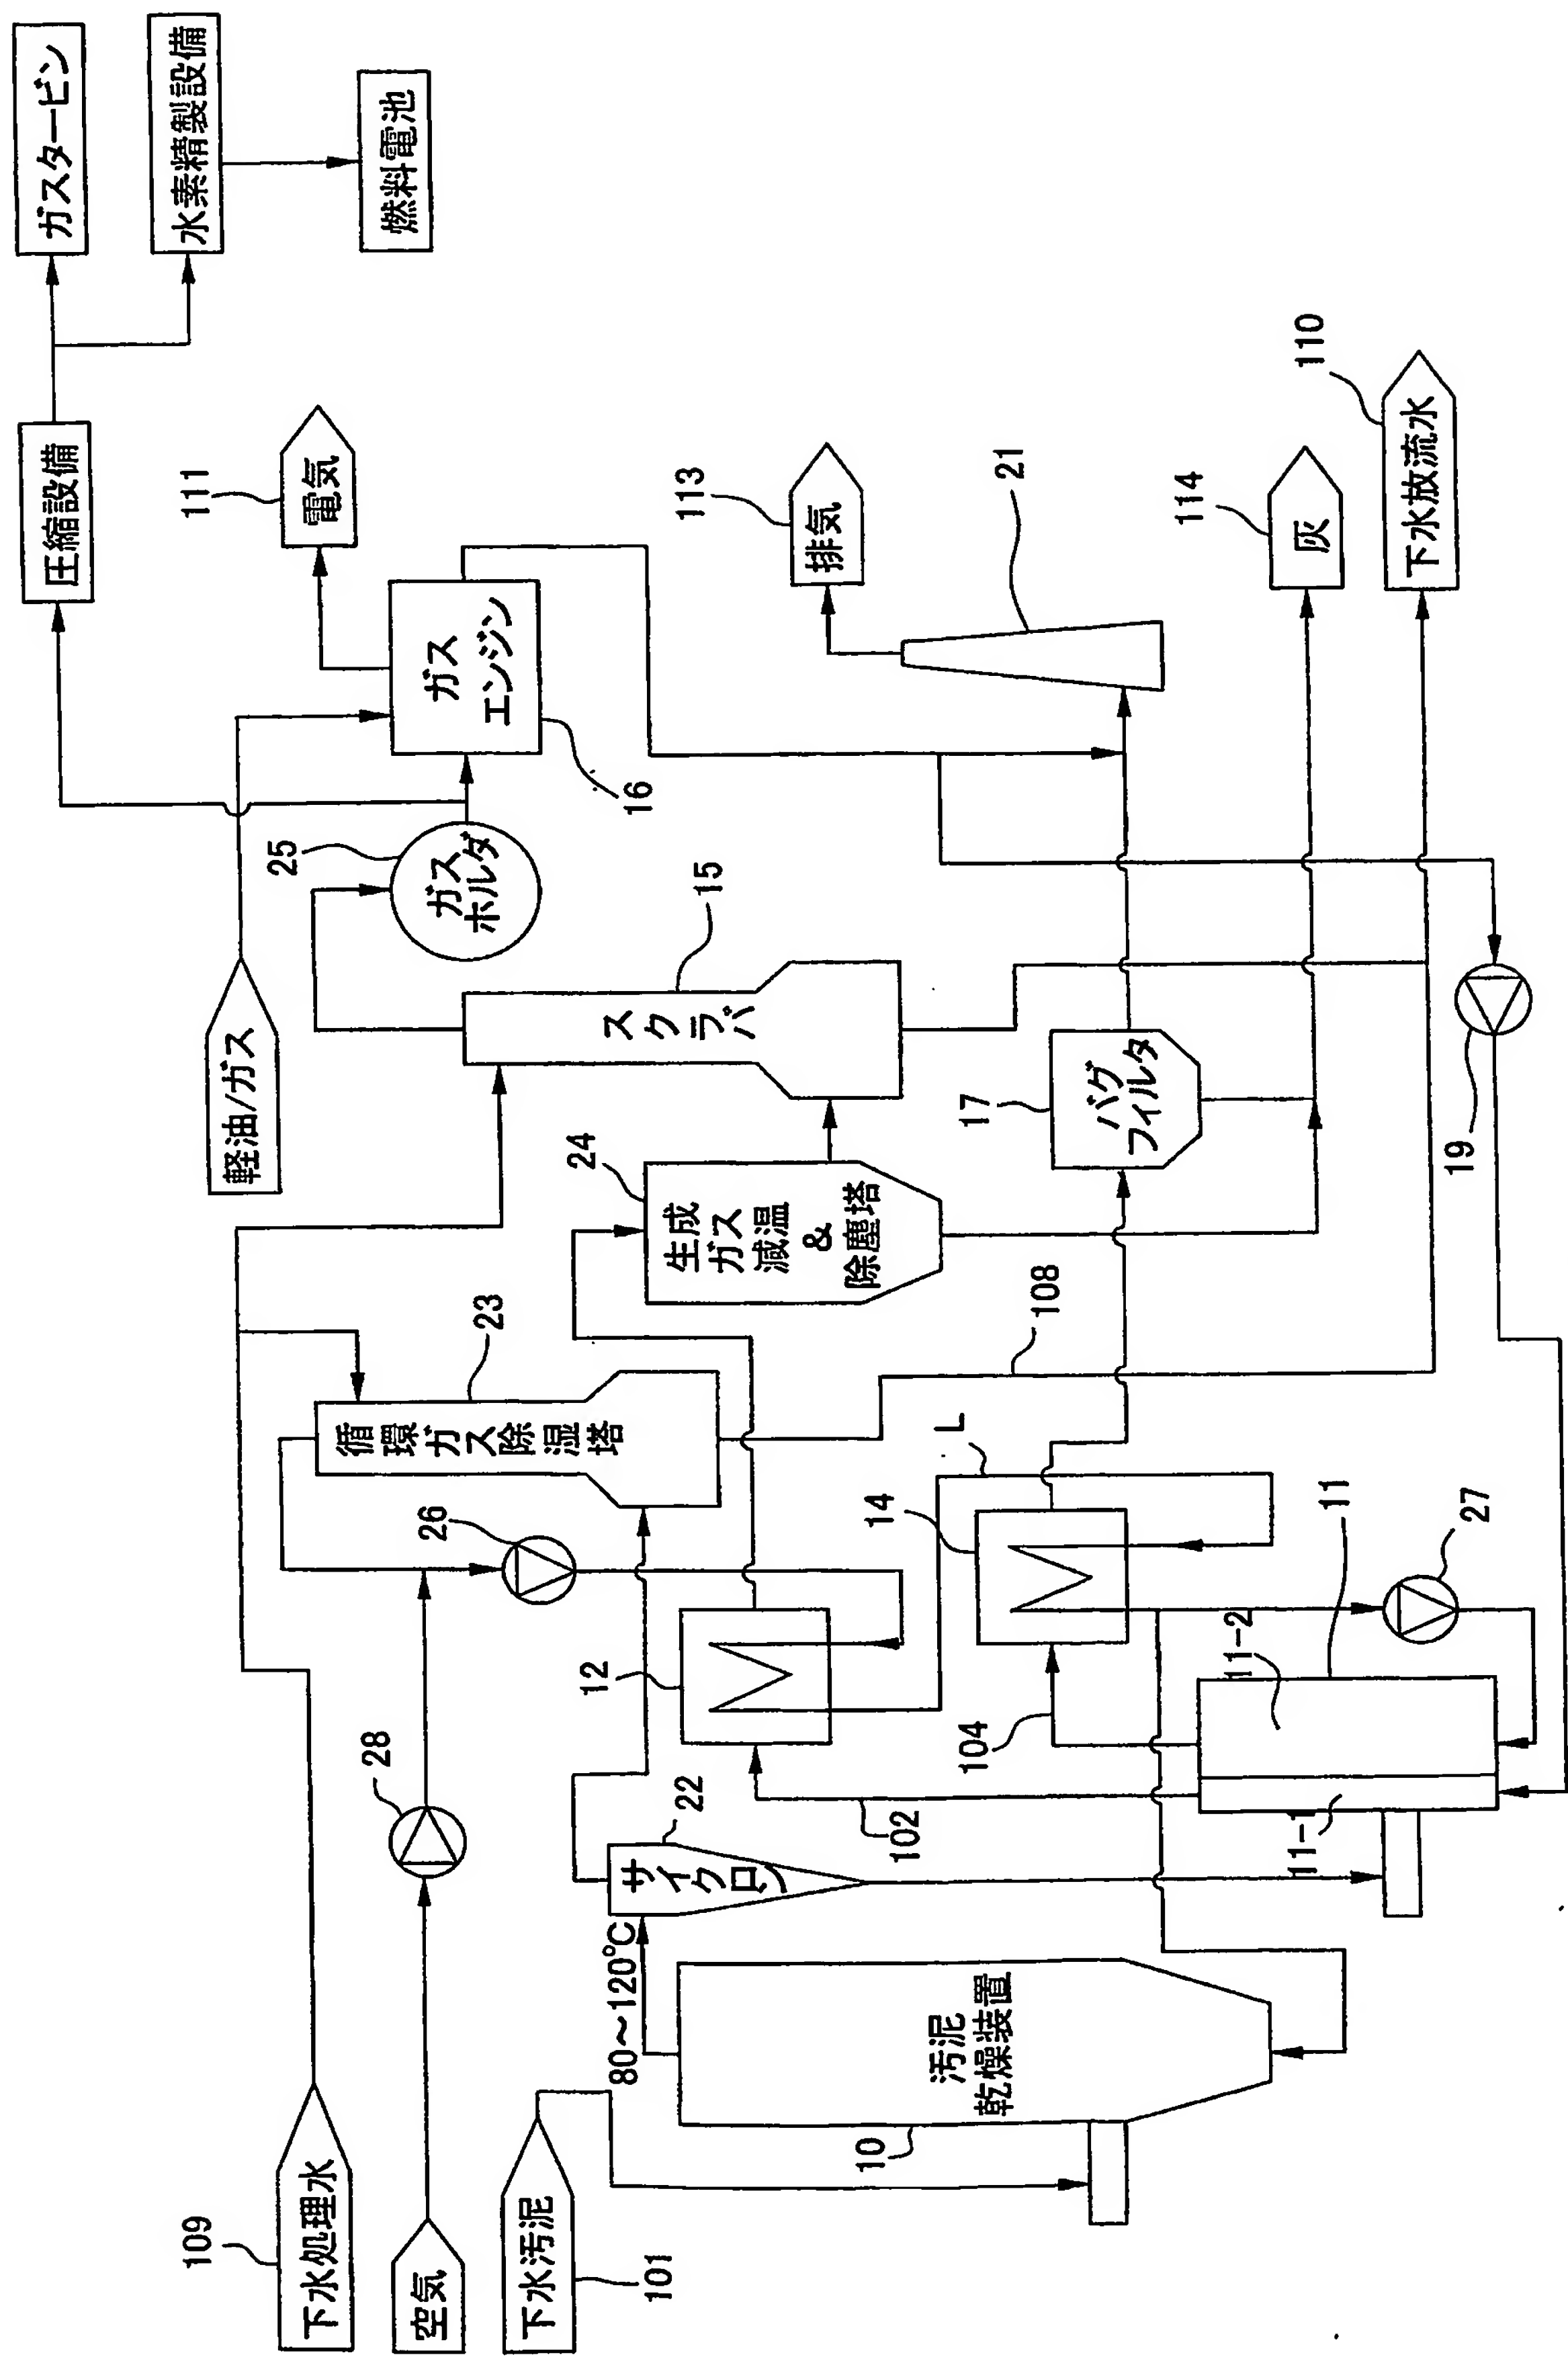 ガスタービン
水素精製設備
燃料電池
圧縮設備
111
電気
軽油/ガス
25
ガス
ホルダ
ガス
エンジン
16
113
排気
21
114
灰
110
下水放流水
109
下水処理水
空気
28
26
循環ガス除湿塔
23
24
生成
ガス
減温
&
除塵塔
スクラバ
15
17
バグ
フィルタ
19
108
L
12
14
104
102
サイクロン
22
80～120℃
下水汚泥
101
汚泥
乾燥装置
10
11-1
11-2
11
27